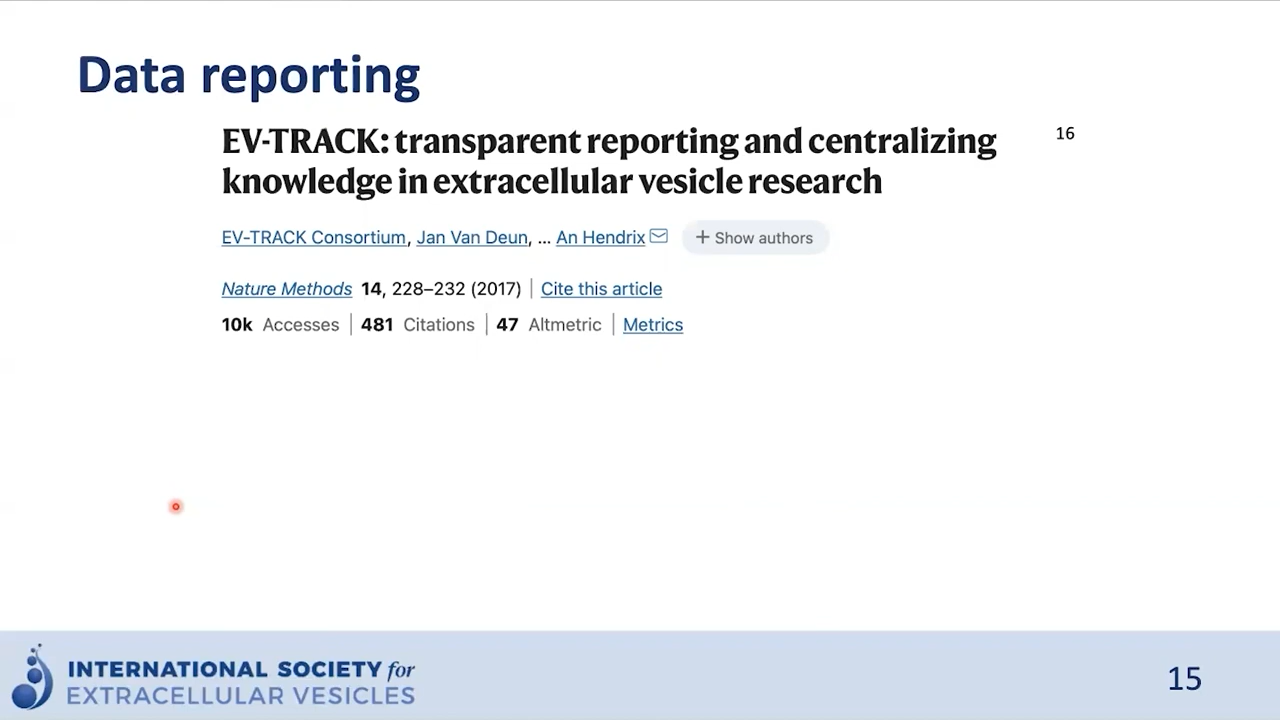 Data reporting
EV-TRACK: transparent reporting and centralizing 16
knowledge in extracellular vesicle research
EV-TRACK Consortium, Jan Van Deun, ... An Hendrix + Show authors
Nature Methods 14, 228–232 (2017) | Cite this article
10k Accesses | 481 Citations | 47 Altmetric | Metrics
INTERNATIONAL SOCIETY for
EXTRACELLULAR VESICLES
15